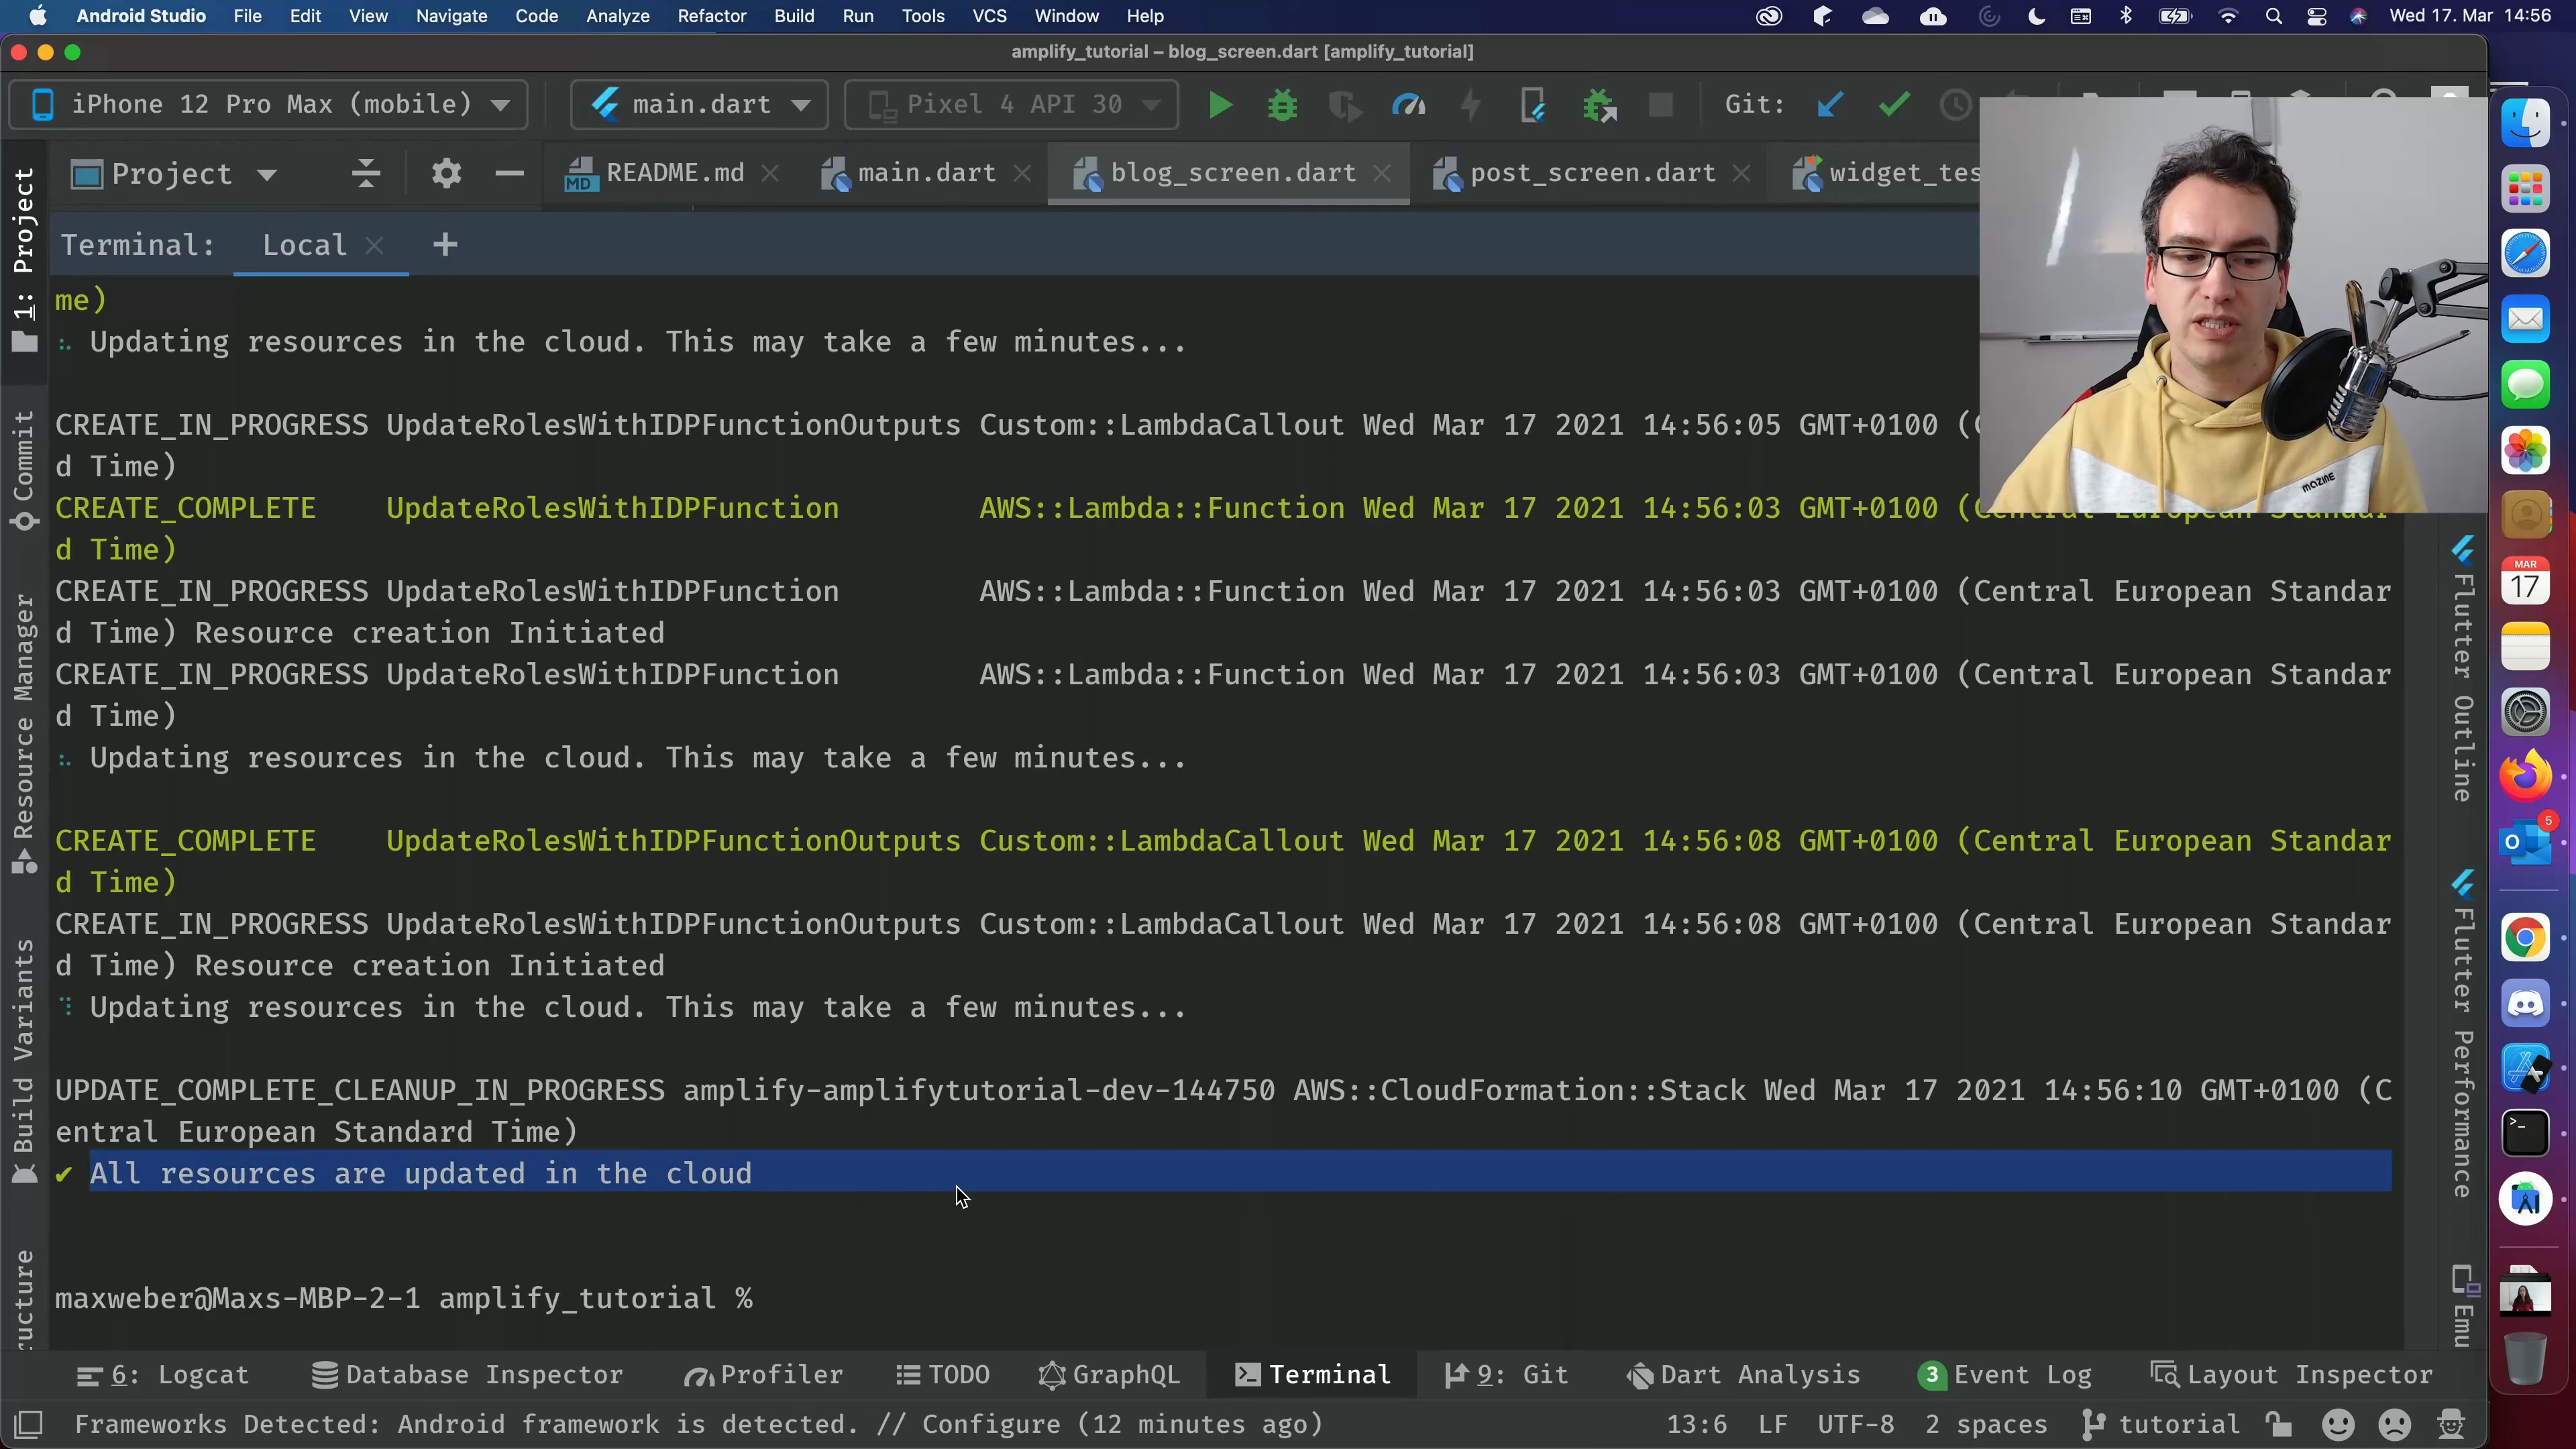 Android Studio File Edit View Navigate Code Analyze Refactor Build Run Tools VCS Window Help Wed 17. Mar 14:56
amplify_tutorial – blog_screen.dart [amplify_tutorial]
iPhone 12 Pro Max (mobile) main.dart Pixel 4 API 30 Git:
Project README.md main.dart blog_screen.dart post_screen.dart widget_tes
MD
Terminal: Local +
me)
Updating resources in the cloud. This may take a few minutes...
CREATE_IN_PROGRESS UpdateRolesWithIDPFunctionOutputs Custom::LambdaCallout Wed Mar 17 2021 14:56:05 GMT+0100 (
d Time)
CREATE_COMPLETE UpdateRolesWithIDPFunction AWS::Lambda::Function Wed Mar 17 2021 14:56:03 GMT+0100 (Central European Standar
d Time)
CREATE_IN_PROGRESS UpdateRolesWithIDPFunction AWS::Lambda::Function Wed Mar 17 2021 14:56:03 GMT+0100 (Central European Standar
d Time) Resource creation Initiated
CREATE_IN_PROGRESS UpdateRolesWithIDPFunction AWS::Lambda::Function Wed Mar 17 2021 14:56:03 GMT+0100 (Central European Standar
d Time)
Updating resources in the cloud. This may take a few minutes...
CREATE_COMPLETE UpdateRolesWithIDPFunctionOutputs Custom::LambdaCallout Wed Mar 17 2021 14:56:08 GMT+0100 (Central European Standar
d Time)
CREATE_IN_PROGRESS UpdateRolesWithIDPFunctionOutputs Custom::LambdaCallout Wed Mar 17 2021 14:56:08 GMT+0100 (Central European Standar
d Time) Resource creation Initiated
Updating resources in the cloud. This may take a few minutes...
UPDATE_COMPLETE_CLEANUP_IN_PROGRESS amplify-amplifytutorial-dev-144750 AWS::CloudFormation::Stack Wed Mar 17 2021 14:56:10 GMT+0100 (C
entral European Standard Time)
✔ All resources are updated in the cloud
maxweber@Maxs-MBP-2-1 amplify_tutorial %
6: Logcat Database Inspector Profiler TODO GraphQL Terminal 9: Git Dart Analysis 3 Event Log Layout Inspector
Frameworks Detected: Android framework is detected. // Configure (12 minutes ago) 13:6 LF UTF-8 2 spaces tutorial
1: Project
Commit
Resource Manager
Build Variants
ructure
Flutter Outline
Flutter Performance
Emu
mazine
MAR
17
5